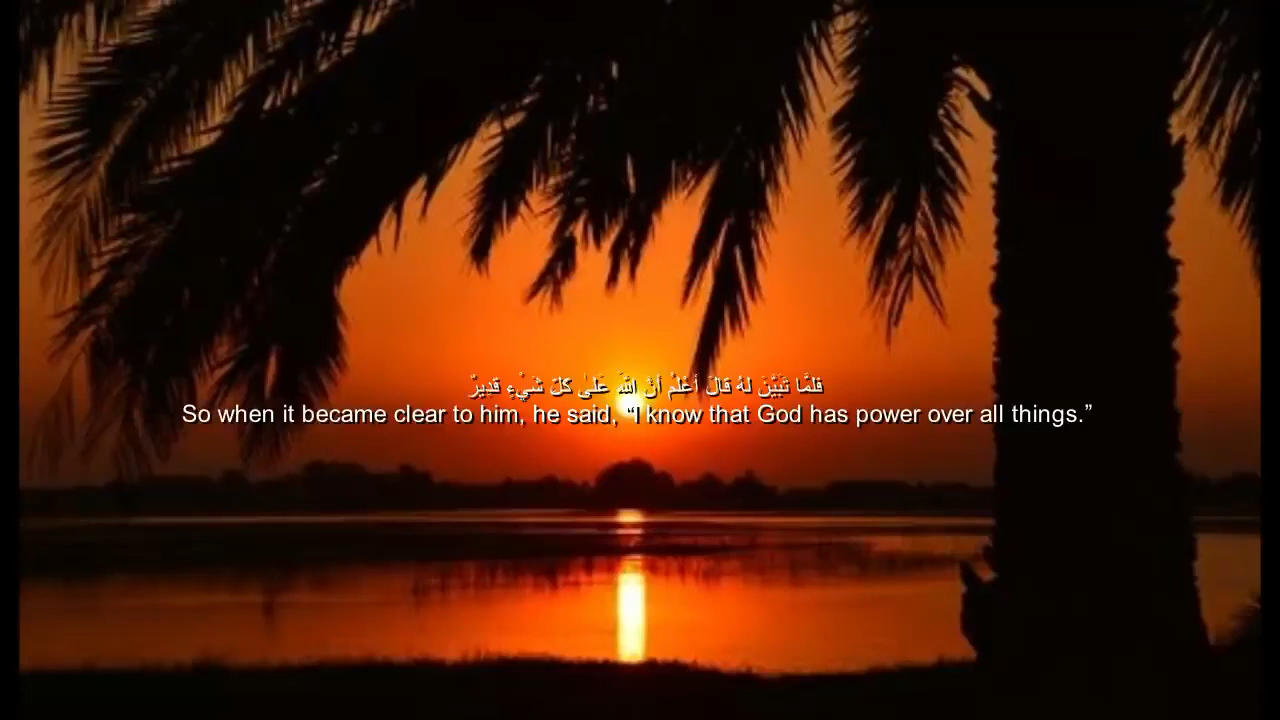 فَلَمَّا تَبَيَّنَ لَهُ قَالَ أَعْلَمُ أَنَّ اللَّهَ عَلَىٰ كُلِّ شَيْءٍ قَدِيرٌ
So when it became clear to him, he said, “I know that God has power over all things.”